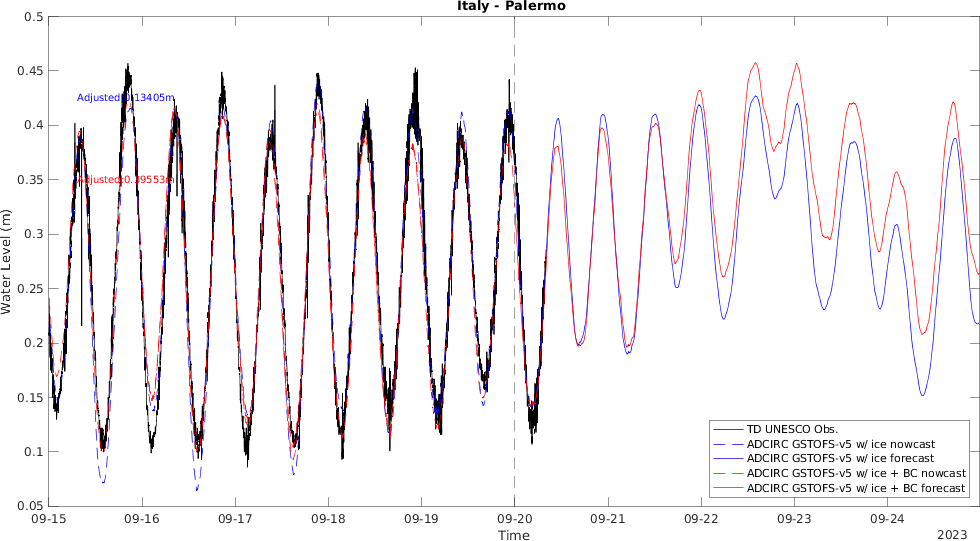 Italy - Palermo
0.5
0.45
0.4
0.35
0.3
0.25
0.2
0.15
0.1
0.05
Water Level (m)
Adjusted:0.13405m
Adjusted:0.39553m
09-15 09-16 09-17 09-18 09-19 09-20 09-21 09-22 09-23 09-24
Time
2023
TD UNESCO Obs.
ADCIRC GSTOFS-v5 w/ ice nowcast
ADCIRC GSTOFS-v5 w/ ice forecast
ADCIRC GSTOFS-v5 w/ ice + BC nowcast
ADCIRC GSTOFS-v5 w/ ice + BC forecast